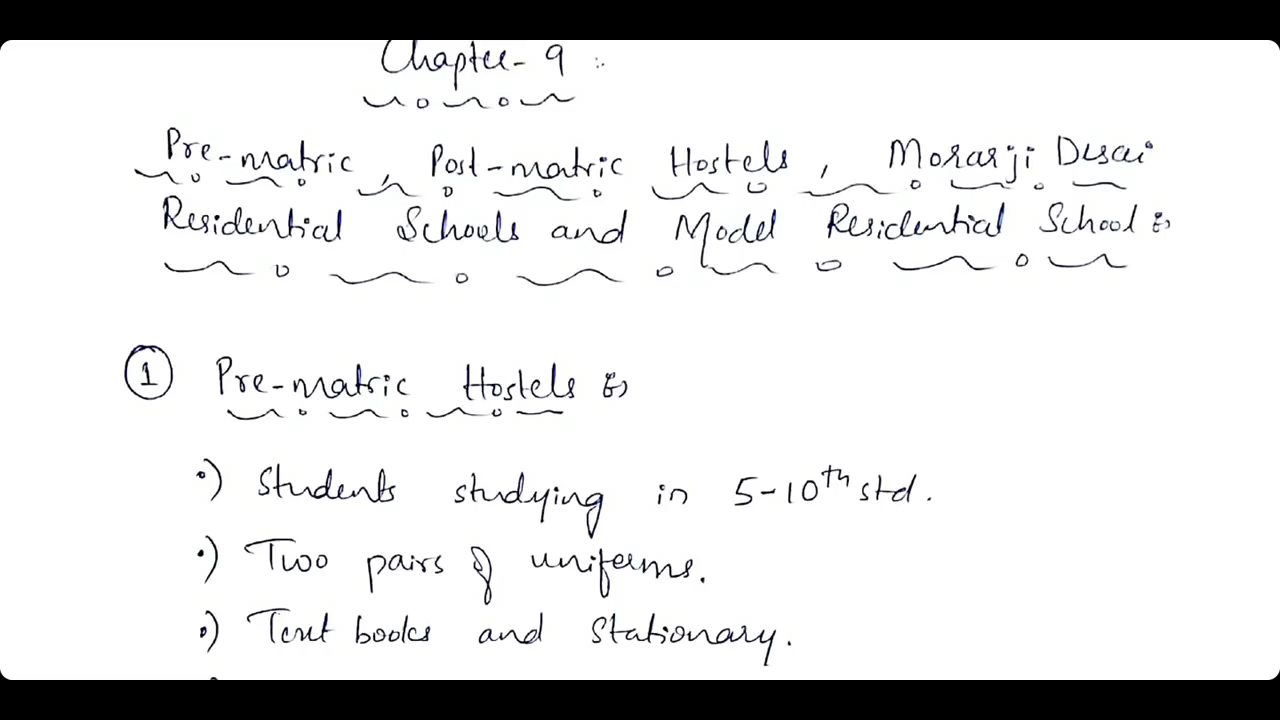 Chapter - 9 :
Pre-matric, Post-matric Hostels, Morarji Desai
Residential Schools and Model Residential School :
① Pre-matric Hostels :
•) Students studying in 5-10th std.
•) Two pairs of uniforms.
•) Text books and stationary.